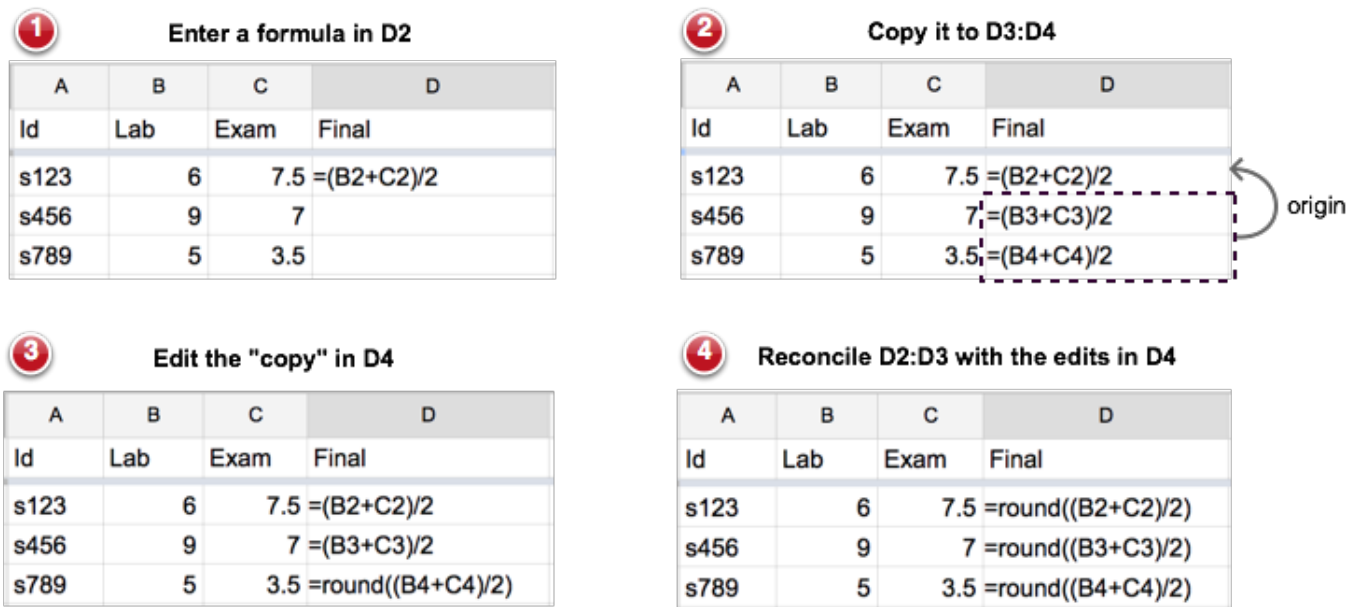 1 Enter a formula in D2
A B C D
Id Lab Exam Final
s123 6 7.5 =(B2+C2)/2
s456 9 7
s789 5 3.5
2 Copy it to D3:D4
A B C D
Id Lab Exam Final
s123 6 7.5 =(B2+C2)/2
s456 9 7 =(B3+C3)/2
s789 5 3.5 =(B4+C4)/2
origin
3 Edit the "copy" in D4
A B C D
Id Lab Exam Final
s123 6 7.5 =(B2+C2)/2
s456 9 7 =(B3+C3)/2
s789 5 3.5 =round((B4+C4)/2)
4 Reconcile D2:D3 with the edits in D4
A B C D
Id Lab Exam Final
s123 6 7.5 =round((B2+C2)/2)
s456 9 7 =round((B3+C3)/2)
s789 5 3.5 =round((B4+C4)/2)